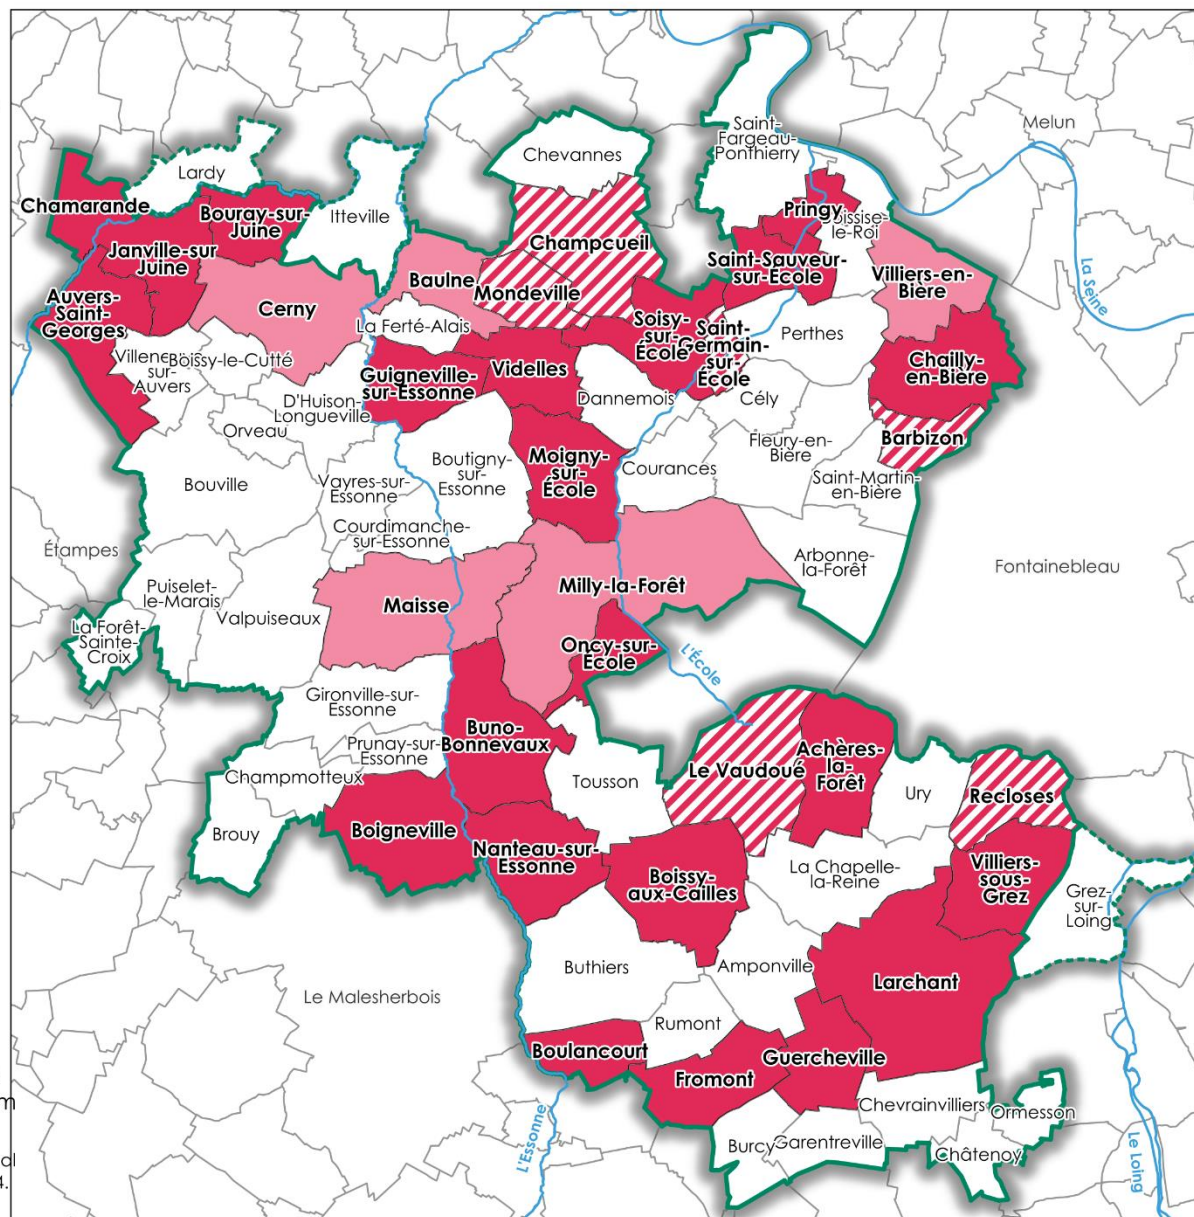 Saint-
Fargeau-
Ponthierry
Melun
Chevannes
Lardy
Chamarande
Bouray-sur-
Juine
Itteville
Pringy
Boissise-
le-Roi
Champcueil
Janville-sur
Juine
Saint-Sauveur-
sur-École
Villiers-en-
Bière
La Seine
Baulne
Mondeville
Cerny
Auvers-
Saint-
Georges
La Ferté-Alais
Soisy-
sur-
École
Saint-
Germain-
sur-
École
Perthes
Villeneuve-
sur-
Auvers
Boissy-le-Cutté
Guigneville-
sur-Essonne
Videlles
Chailly-
en-Bière
D'Huison-
Longueville
Dannemois
Cély
Orveau
Fleury-en-
Bière
Barbizon
Bouville
Vayres-sur-
Essonne
Boutigny-
sur-
Essonne
Moigny-
sur-
École
Courances
Saint-Martin-
en-Bière
Courdimanche-
sur-Essonne
Étampes
Arbonne-
la-Forêt
Fontainebleau
Puiselet-
le-Marais
Valpuiseaux
Maisse
Milly-la-Forêt
La Forêt-
Sainte-
Croix
Oncy-sur-
École
L'École
Gironville-sur-
Essonne
Buno-
Bonnevaux
Prunay-sur-
Essonne
Champmotteux
Tousson
Le Vaudoué
Achères-
la-
Forêt
Ury
Recloses
Brouy
Boigneville
Nanteau-sur-
Essonne
Boissy-
aux-Cailles
La Chapelle-
la-Reine
Villiers-
sous-
Grez
Grez-
sur-
Loing
Buthiers
Amponville
Larchant
Le Malesherbois
Rumont
Boulancourt
Guercheville
Fromont
Chevrainvilliers
Ormesson
L'Essonne
Burcy
Garentreville
Châtenoy
Le Loing
m
al
4.